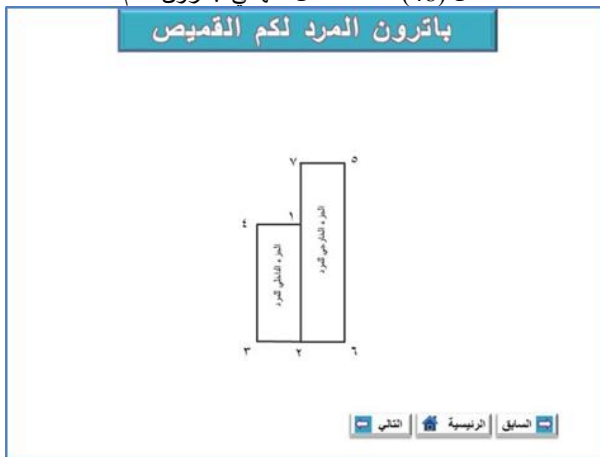 باترون المرد لكم القميص
٧
٥
٤
١
الجزء الداخلي للمرد
الجزء الخارجي للمرد
٣
٢
٦
السابق
الرئيسية
التالي